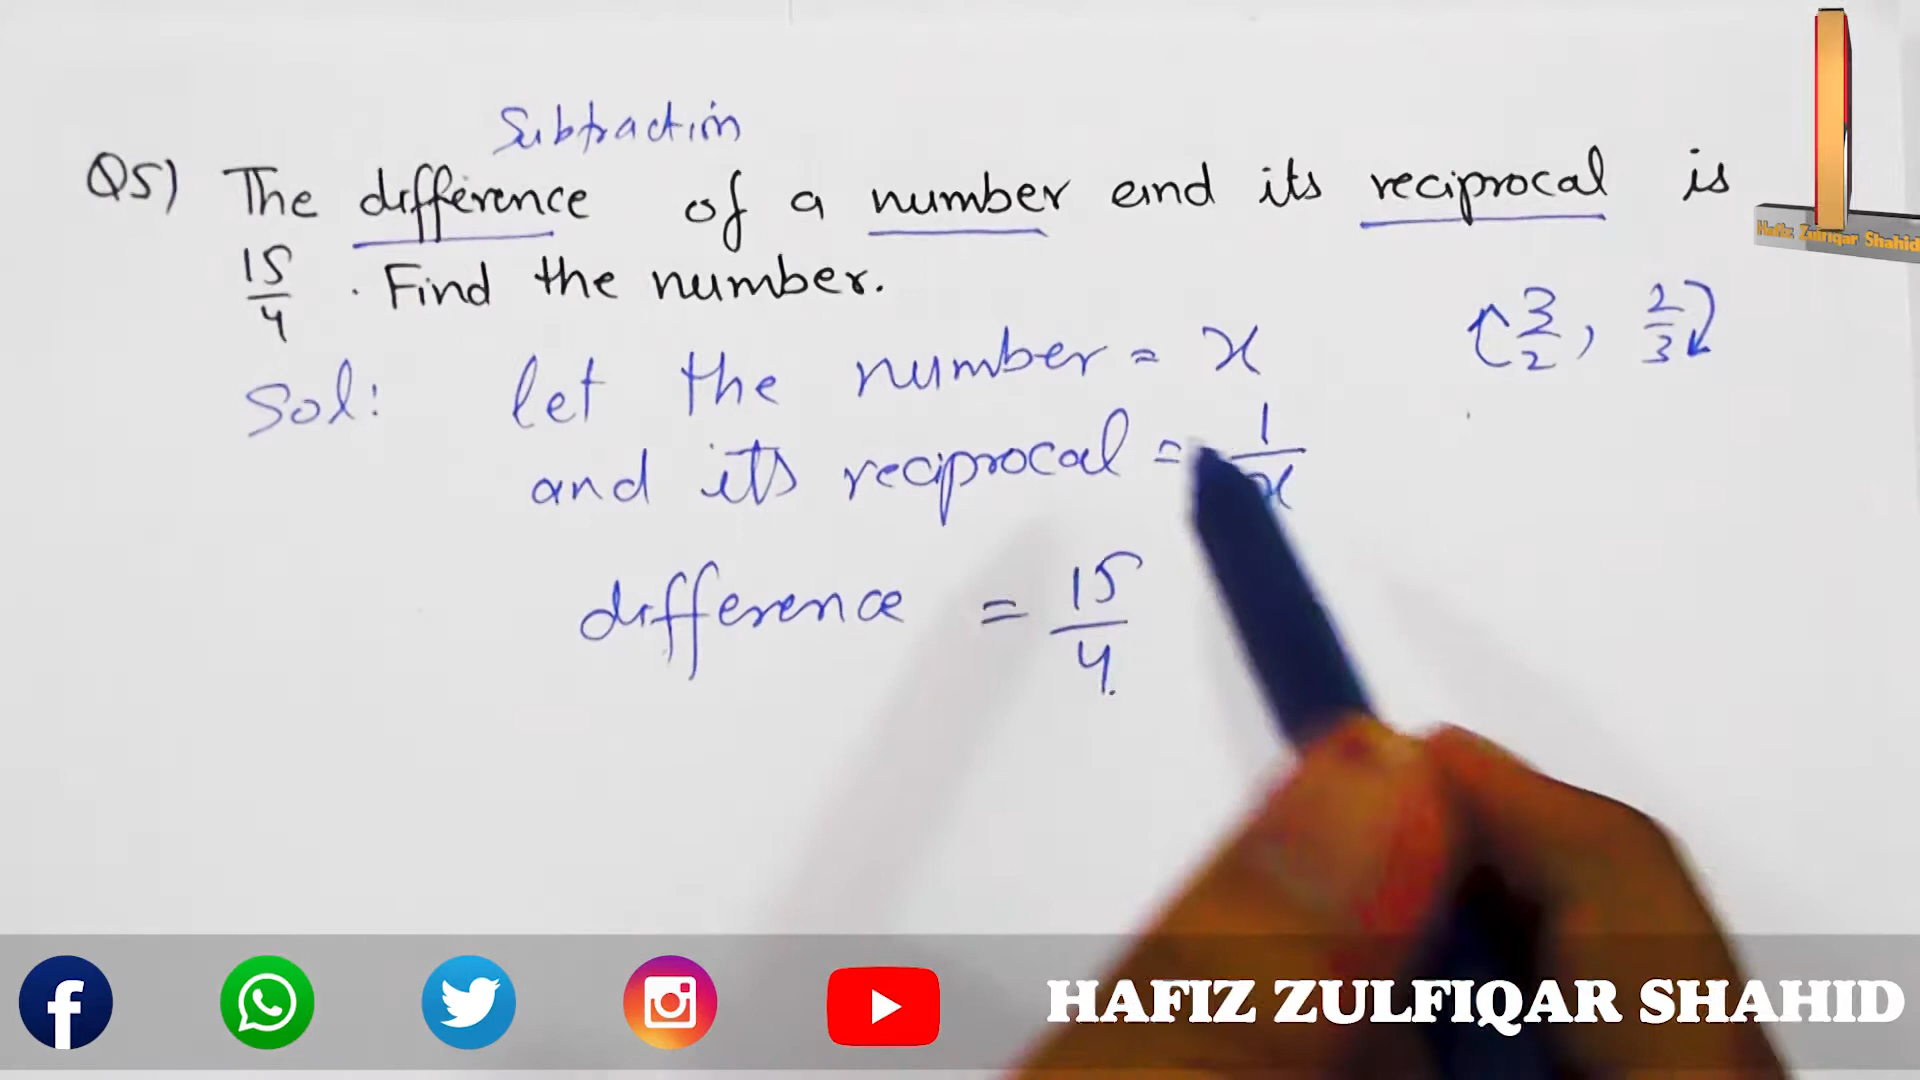 Subtraction
Q5) The difference of a number and its reciprocal is
15/4 . Find the number.
(3/2, 2/3)
Sol: let the number = x
and its reciprocal = 1/x
difference = 15/4
Hafiz Zulfiqar Shahid
HAFIZ ZULFIQAR SHAHID